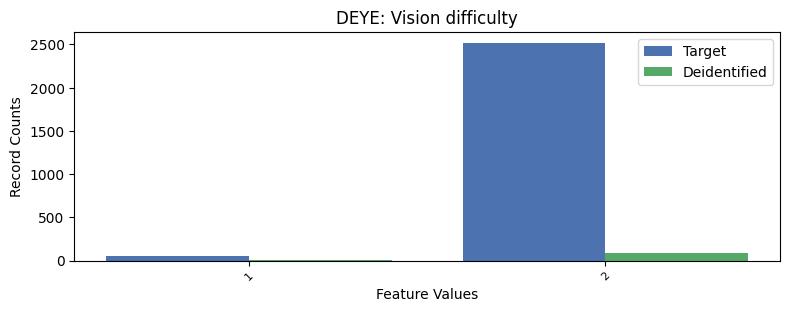 DEYE: Vision difficulty
Target
Deidentified
Record Counts
2500
2000
1500
1000
500
0
1
2
Feature Values